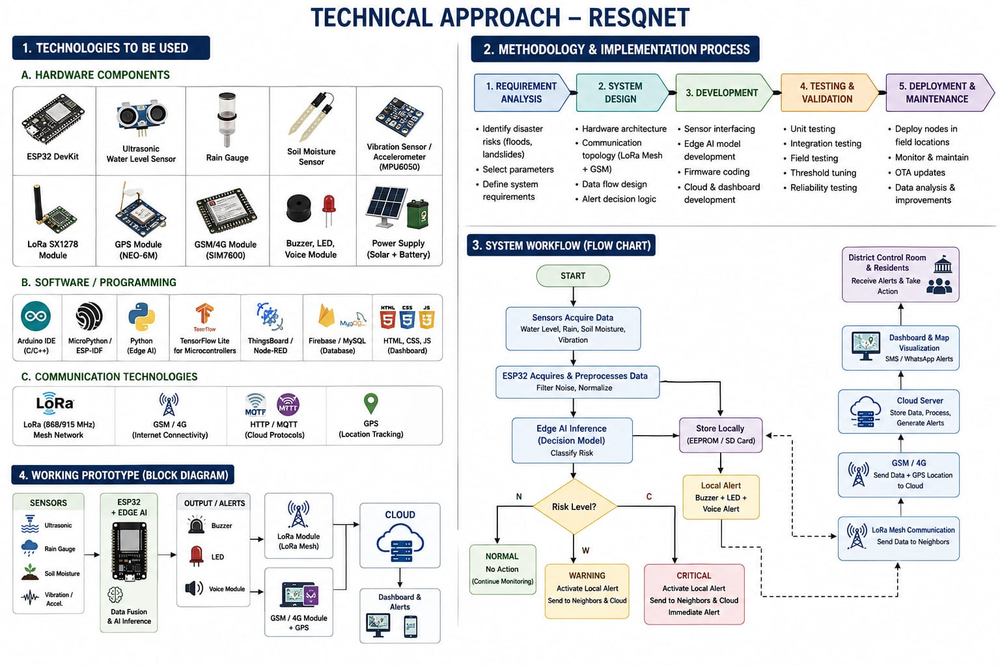 TECHNICAL APPROACH – RESQNET
1. TECHNOLOGIES TO BE USED
A. HARDWARE COMPONENTS
ESP32 DevKit
Ultrasonic
Water Level Sensor
Rain Gauge
Soil Moisture
Sensor
Vibration Sensor /
Accelerometer
(MPU6050)
LoRa SX1278
Module
GPS Module
(NEO-6M)
GSM/4G Module
(SIM7600)
Buzzer, LED,
Voice Module
Power Supply
(Solar + Battery)
B. SOFTWARE / PROGRAMMING
Arduino IDE
(C/C++)
MicroPython /
ESP-IDF
Python
(Edge AI)
TensorFlow Lite
for Microcontrollers
ThingsBoard /
Node-RED
Firebase / MySQL
(Database)
HTML CSS JS
5 5 5
HTML, CSS, JS
(Dashboard)
C. COMMUNICATION TECHNOLOGIES
LoRa
LoRa (868/915 MHz)
Mesh Network
GSM / 4G
(Internet Connectivity)
HTTP / MQTT
(Cloud Protocols)
GPS
(Location Tracking)
4. WORKING PROTOTYPE (BLOCK DIAGRAM)
SENSORS
Ultrasonic
Rain Gauge
Soil Moisture
Vibration /
Accel.
ESP32
+ EDGE AI
Data Fusion
& AI Inference
OUTPUT / ALERTS
Buzzer
LED
Voice Module
LoRa Module
(LoRa Mesh)
GSM / 4G Module
+ GPS
CLOUD
Dashboard &
Alerts
2. METHODOLOGY & IMPLEMENTATION PROCESS
1. REQUIREMENT
ANALYSIS
• Identify disaster
risks (floods,
landslides)
• Select parameters
• Define system
requirements
2. SYSTEM
DESIGN
• Hardware architecture
• Communication
topology (LoRa Mesh
+ GSM)
• Data flow design
• Alert decision logic
3. DEVELOPMENT
• Sensor interfacing
• Edge AI model
development
• Firmware coding
• Cloud & dashboard
development
4. TESTING &
VALIDATION
• Unit testing
• Integration testing
• Field testing
• Threshold tuning
• Reliability testing
5. DEPLOYMENT &
MAINTENANCE
• Deploy nodes in
field locations
• Monitor & maintain
• OTA updates
• Data analysis &
improvements
3. SYSTEM WORKFLOW (FLOW CHART)
START
Sensors Acquire Data
Water Level, Rain, Soil Moisture,
Vibration
ESP32 Acquires & Preprocesses Data
Filter Noise, Normalize
Edge AI Inference
(Decision Model)
Classify Risk
Store Locally
(EEPROM / SD Card)
Local Alert
Buzzer + LED +
Voice Alert
Risk Level?
N
C
W
NORMAL
No Action
(Continue Monitoring)
WARNING
Activate Local Alert
Send to Neighbors & Cloud
CRITICAL
Activate Local Alert
Send to Neighbors & Cloud
Immediate Alert
District Control Room
& Residents
Receive Alerts & Take
Action
Dashboard & Map
Visualization
SMS / WhatsApp Alerts
Cloud Server
Store Data, Process,
Generate Alerts
GSM / 4G
Send Data + GPS Location
to Cloud
LoRa Mesh Communication
Send Data to Neighbors